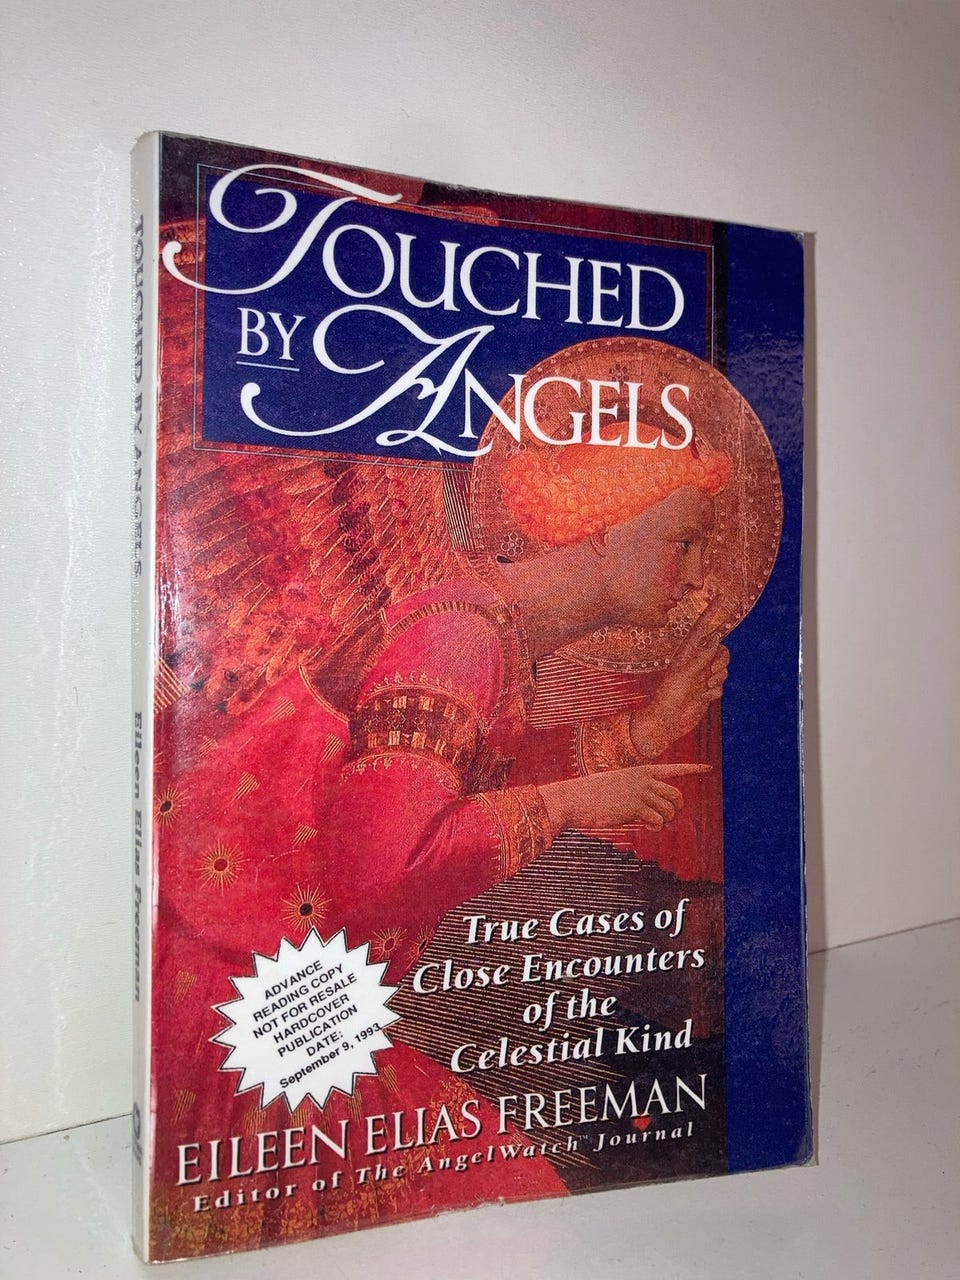 TOUCHED
BY ANGELS
True Cases of
Close Encounters
of the
Celestial Kind
ADVANCE
READING COPY
NOT FOR RESALE
HARDCOVER
PUBLICATION
DATE:
September 9, 1993
EILEEN ELIAS FREEMAN
Editor of The AngelWatch™ Journal
TOUCHED BY ANGELS
Eileen Elias Freeman